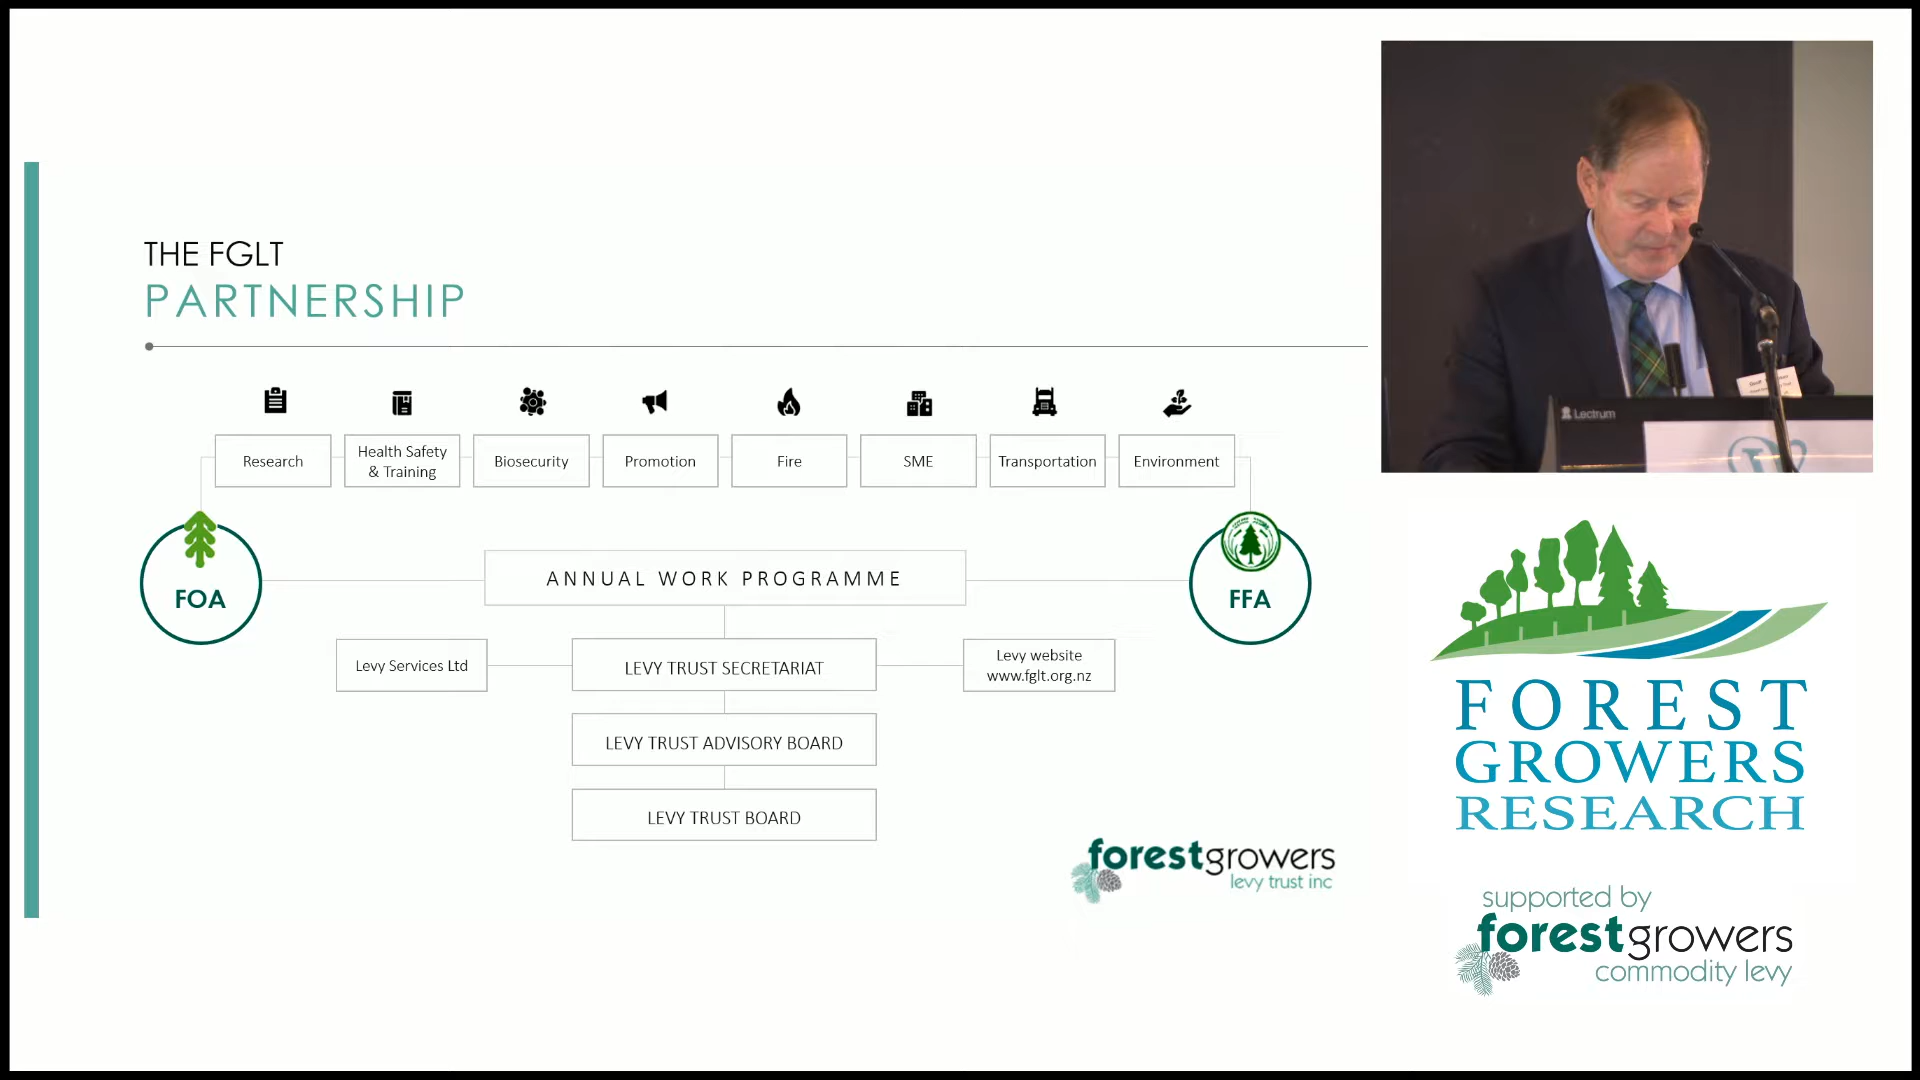 THE FGLT
PARTNERSHIP
Research
Health Safety
& Training
Biosecurity
Promotion
Fire
SME
Transportation
Environment
FOA
ANNUAL WORK PROGRAMME
FFA
Levy Services Ltd
LEVY TRUST SECRETARIAT
Levy website
www.fglt.org.nz
LEVY TRUST ADVISORY BOARD
LEVY TRUST BOARD
forestgrowers
levy trust inc
Lectrum
FOREST
GROWERS
RESEARCH
supported by
forestgrowers
commodity levy